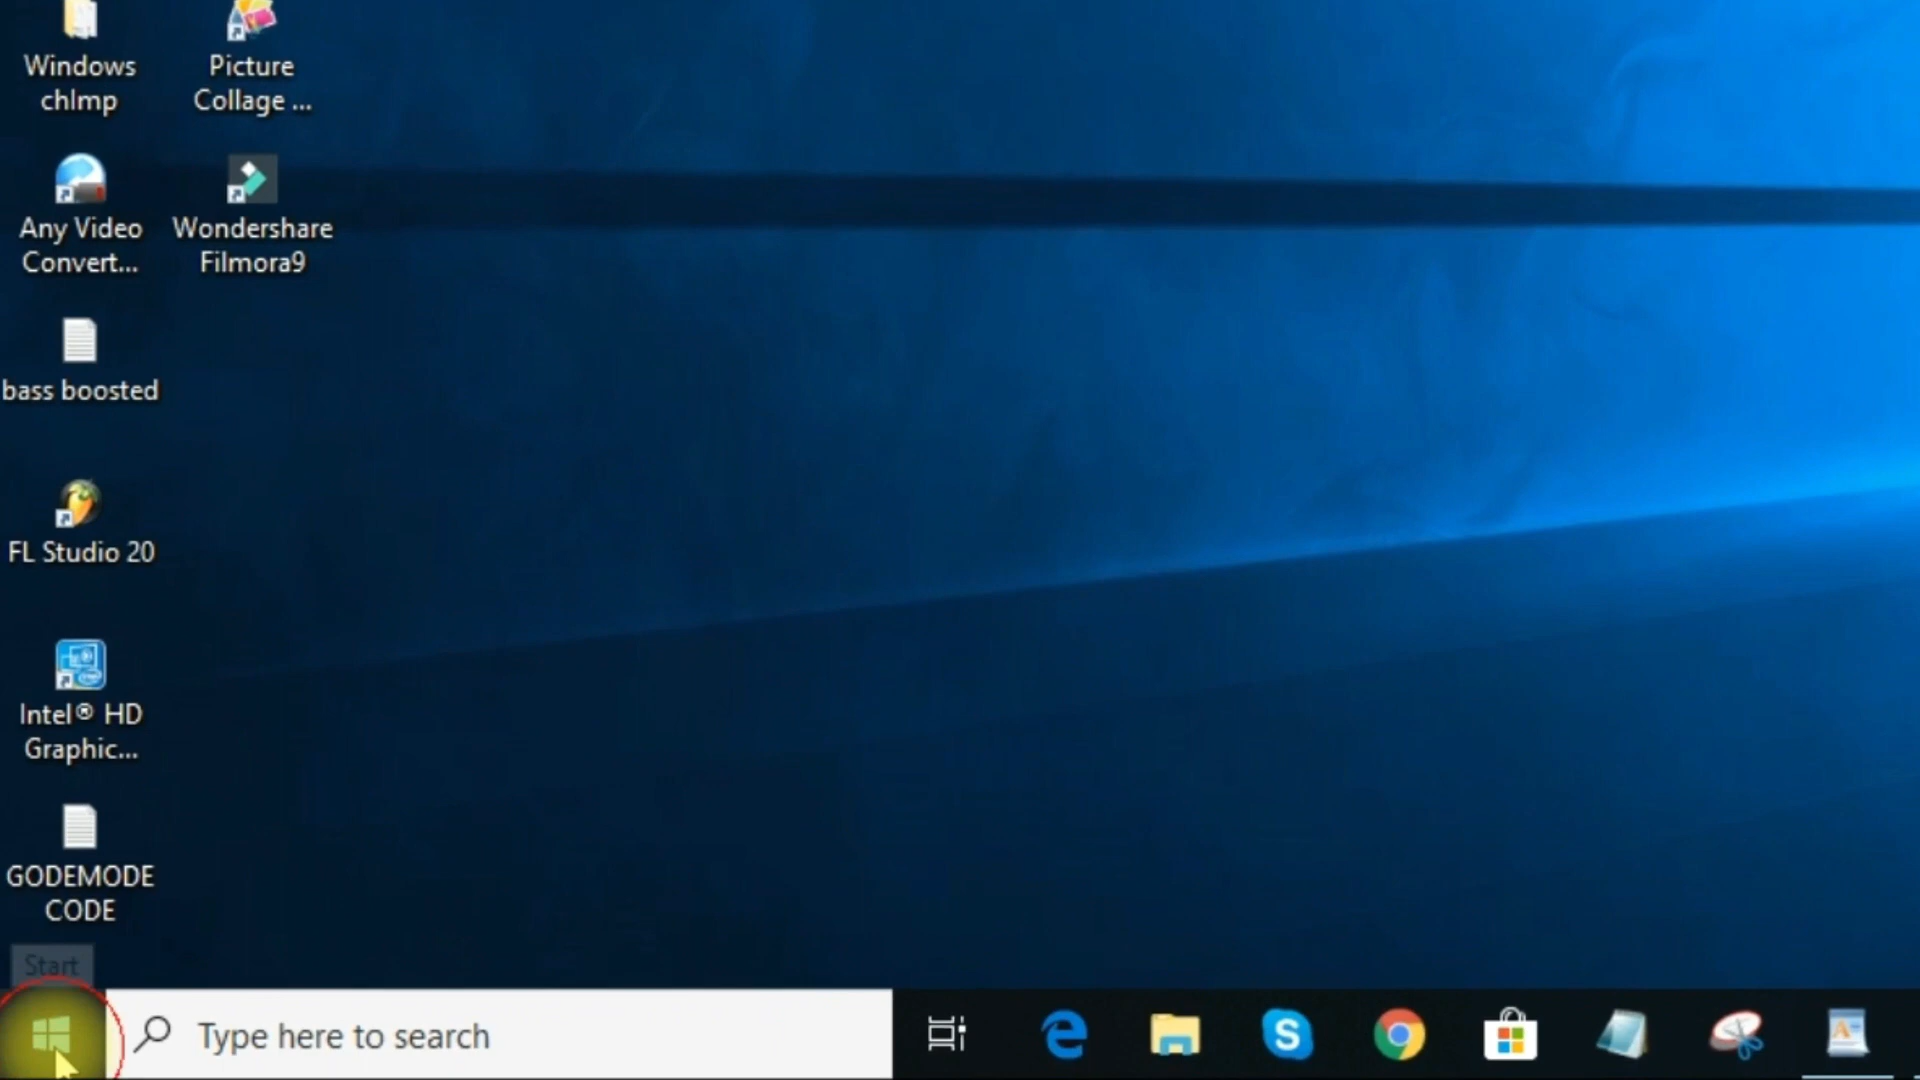 Windows
chlmp
Picture
Collage ...
Any Video
Convert...
Wondershare
Filmora9
bass boosted
FL Studio 20
Intel® HD
Graphic...
GODEMODE
CODE
Start
Type here to search